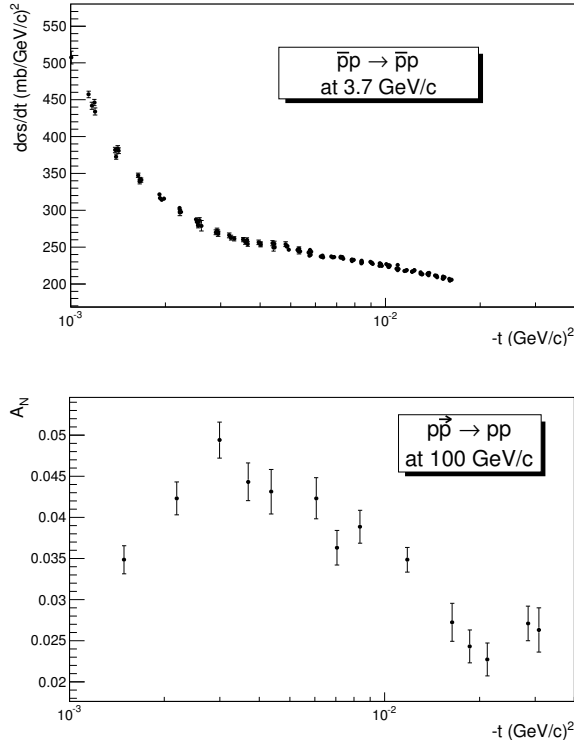 dσs/dt (mb/GeV/c)²
550
500
450
400
350
300
250
200
p̅p → p̅p
at 3.7 GeV/c
10⁻³
10⁻²
-t (GeV/c)²
A_N
0.05
0.045
0.04
0.035
0.03
0.025
0.02
pp⃗ → pp
at 100 GeV/c
10⁻³
10⁻²
-t (GeV/c)²